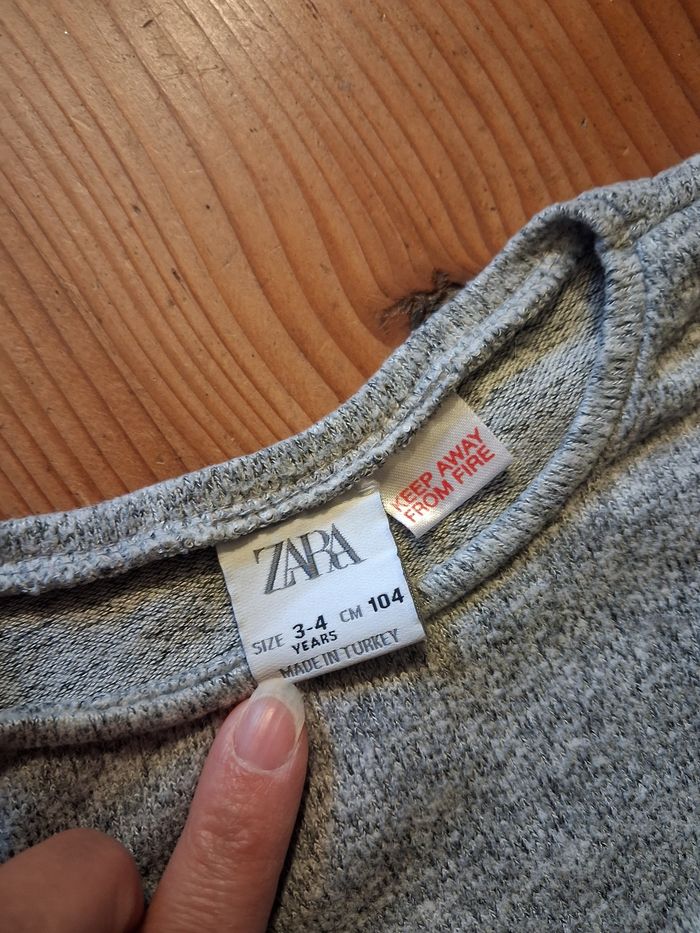 ZARA
SIZE 3-4 YEARS CM 104
MADE IN TURKEY
KEEP AWAY
FROM FIRE